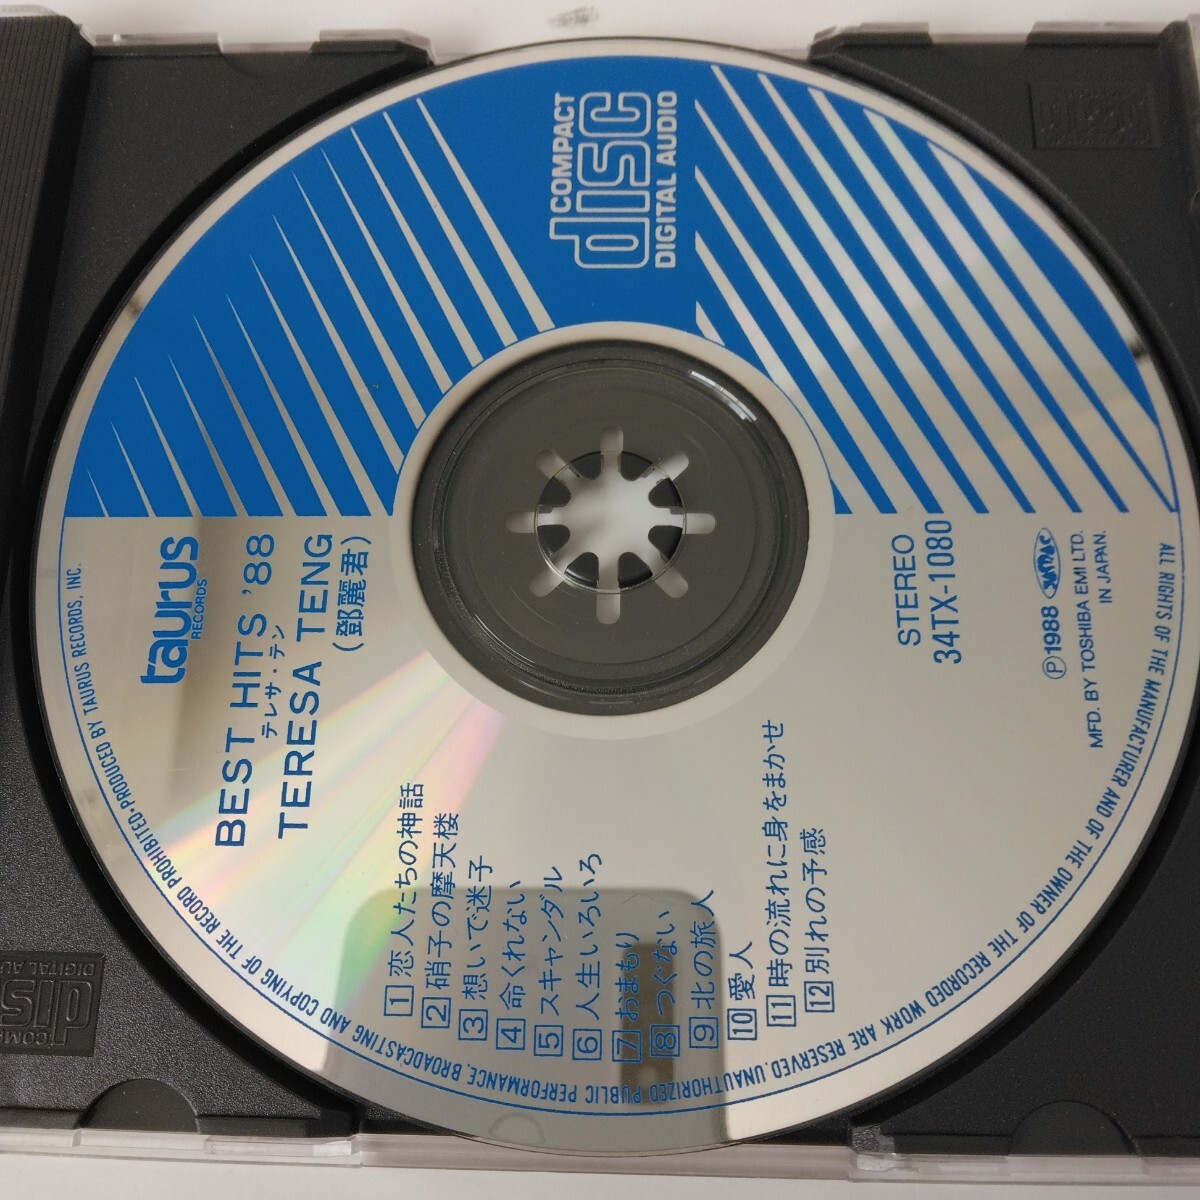 COMPACT
disc
DIGITAL AUDIO
taurus
RECORDS
BEST HITS '88
テレサ・テン
TERESA TENG
(鄧麗君)
STEREO
34TX-1080
Ⓟ1988
MFD. BY TOSHIBA EMI LTD.
IN JAPAN.
1 恋人たちの神話
2 硝子の摩天楼
3 想いで迷子
4 命くれない
5 スキャンダル
6 人生いろいろ
7 おまもり
8 つぐない
9 北の旅人
10 愛人
11 時の流れに身をまかせ
12 別れの予感
ALL RIGHTS OF THE MANUFACTURER AND OF THE OWNER OF THE RECORDED WORK ARE RESERVED. UNAUTHORIZED PUBLIC PERFORMANCE, BROADCASTING AND COPYING OF THE RECORD PROHIBITED・PRODUCED BY TAURUS RECORDS, INC.
disc
DIGITAL AU